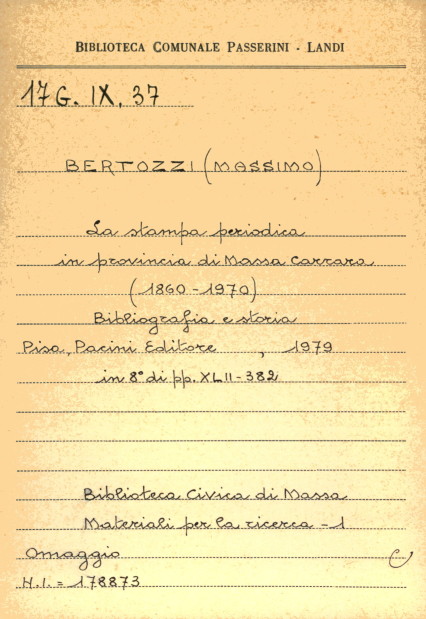 BIBLIOTECA COMUNALE PASSERINI - LANDI
17G. IX. 37
BERTOZZI (MASSIMO)
La stampa periodica
in provincia di Massa Carrara
(1860-1970)
Bibliografia e storia
Pisa, Pacini Editore , 1979
in 8° di pp. XLII-382
Biblioteca Civica di Massa
Materiali per la ricerca - 1
Omaggio
N.I. = 178873